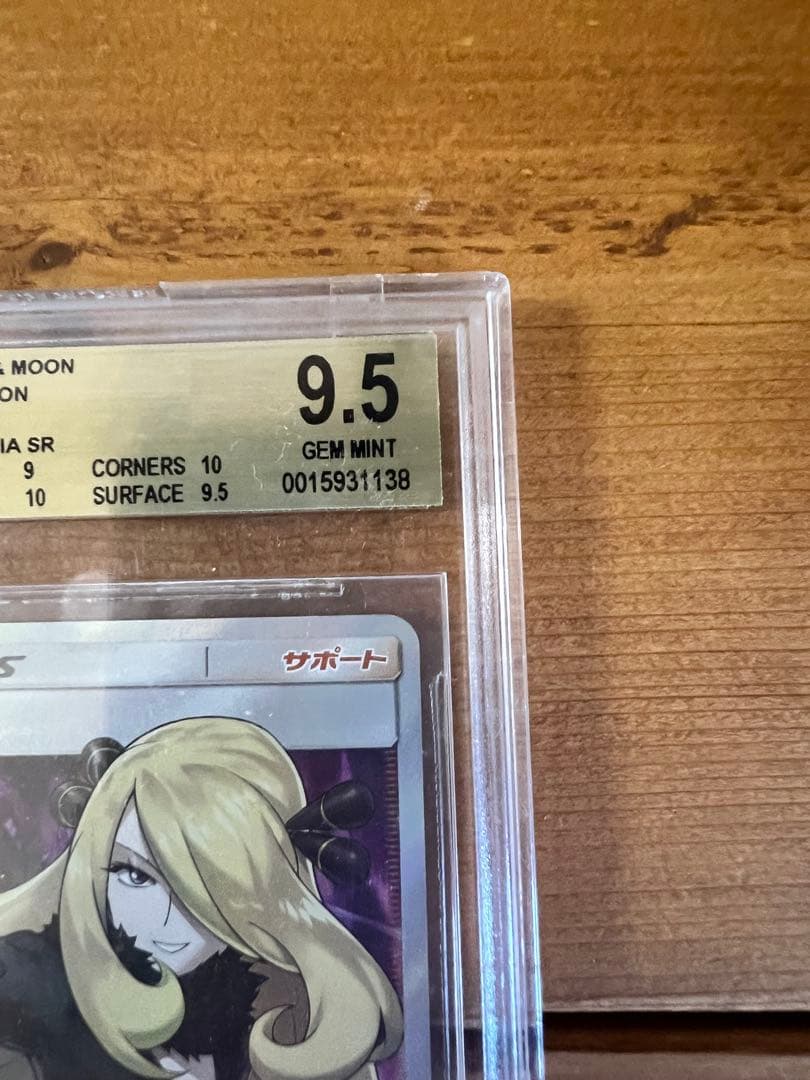 & MOON
ON
IA SR
9.5
GEM MINT
9 CORNERS 10
10 SURFACE 9.5
0015931138
サポート